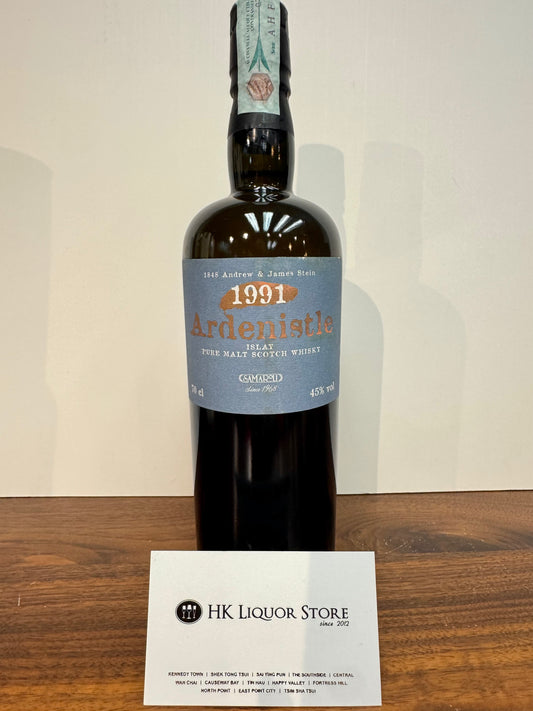 1848 Andrew & James Stein
1991
Ardenistle
ISLAY
PURE MALT SCOTCH WHISKY
SAMAROLI
since 1968
70 cl
45% vol
HK LIQUOR STORE
since 2012
KENNEDY TOWN | SHEK TONG TSUI | SAI YING PUN | THE SOUTHSIDE | CENTRAL
WAN CHAI | CAUSEWAY BAY | TIN HAU | HAPPY VALLEY | FORTRESS HILL
NORTH POINT | EAST POINT CITY | TSIM SHA TSUI